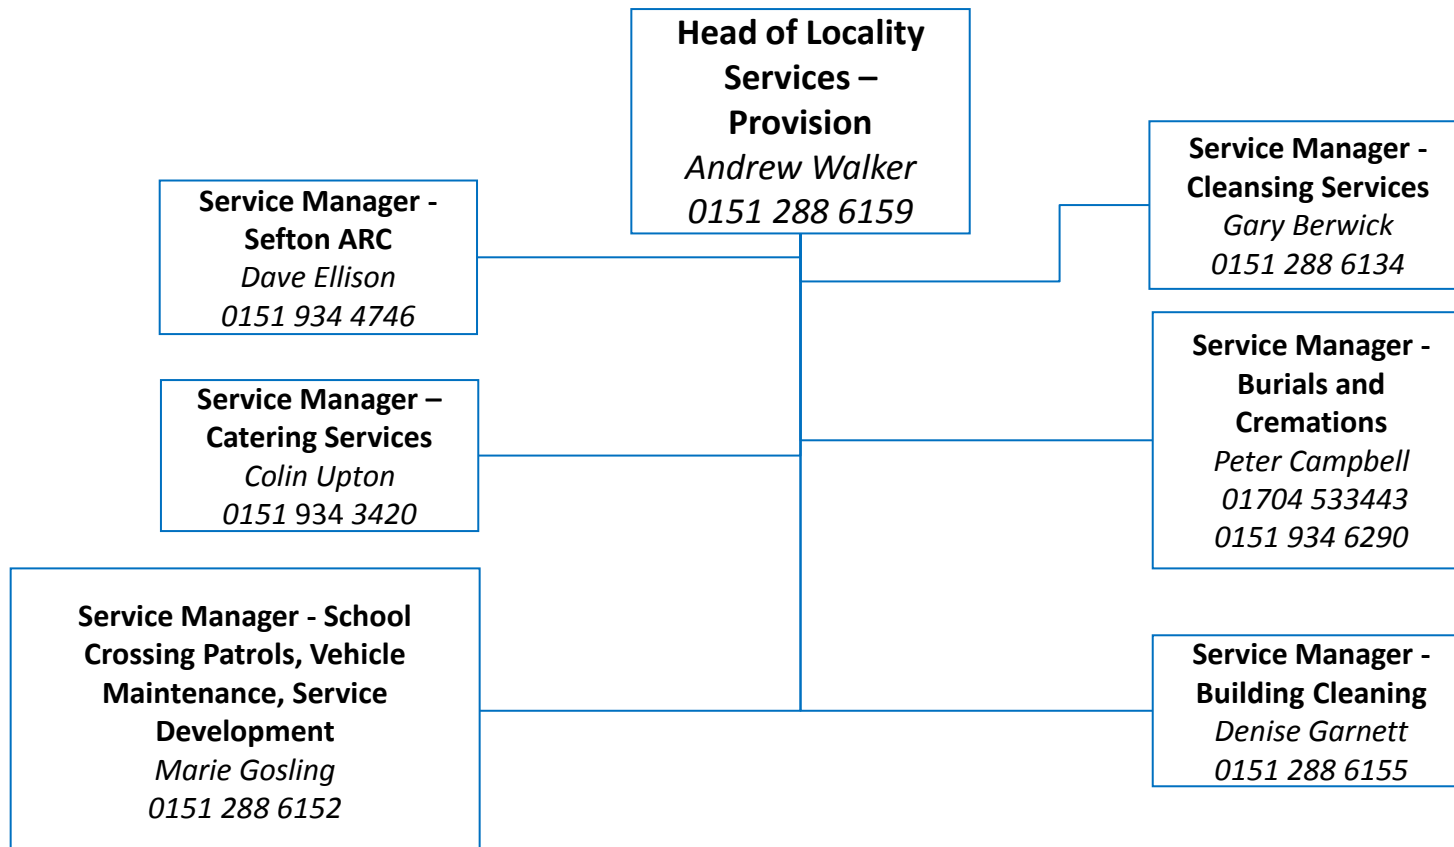 Head of Locality
Services –
Provision
Andrew Walker
0151 288 6159
Service Manager -
Sefton ARC
Dave Ellison
0151 934 4746
Service Manager -
Cleansing Services
Gary Berwick
0151 288 6134
Service Manager –
Catering Services
Colin Upton
0151 934 3420
Service Manager -
Burials and
Cremations
Peter Campbell
01704 533443
0151 934 6290
Service Manager - School
Crossing Patrols, Vehicle
Maintenance, Service
Development
Marie Gosling
0151 288 6152
Service Manager -
Building Cleaning
Denise Garnett
0151 288 6155